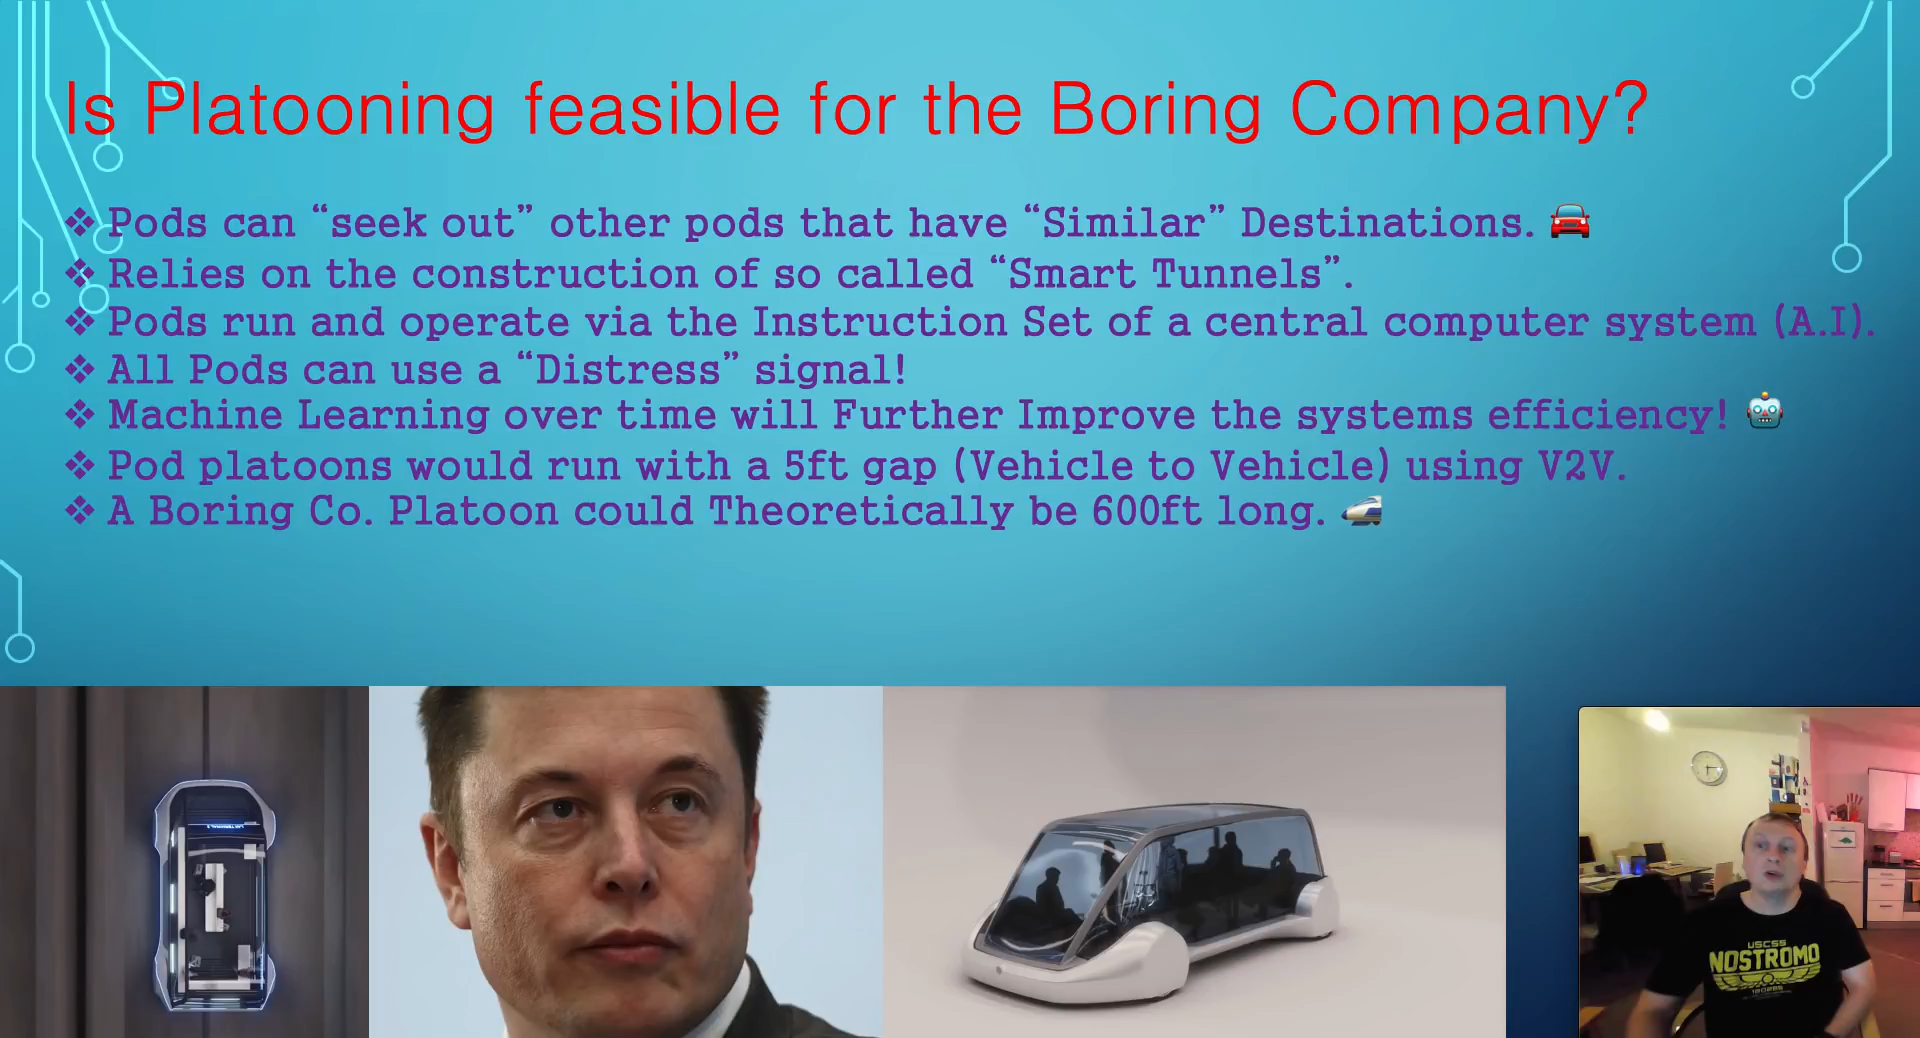 Is Platooning feasible for the Boring Company?
❖ Pods can “seek out” other pods that have “Similar” Destinations. 🚘
❖ Relies on the construction of so called “Smart Tunnels”.
❖ Pods run and operate via the Instruction Set of a central computer system (A.I).
❖ All Pods can use a “Distress” signal!
❖ Machine Learning over time will Further Improve the systems efficiency! 🤖
❖ Pod platoons would run with a 5ft gap (Vehicle to Vehicle) using V2V.
❖ A Boring Co. Platoon could Theoretically be 600ft long. 🚅
USCSS
NOSTROMO